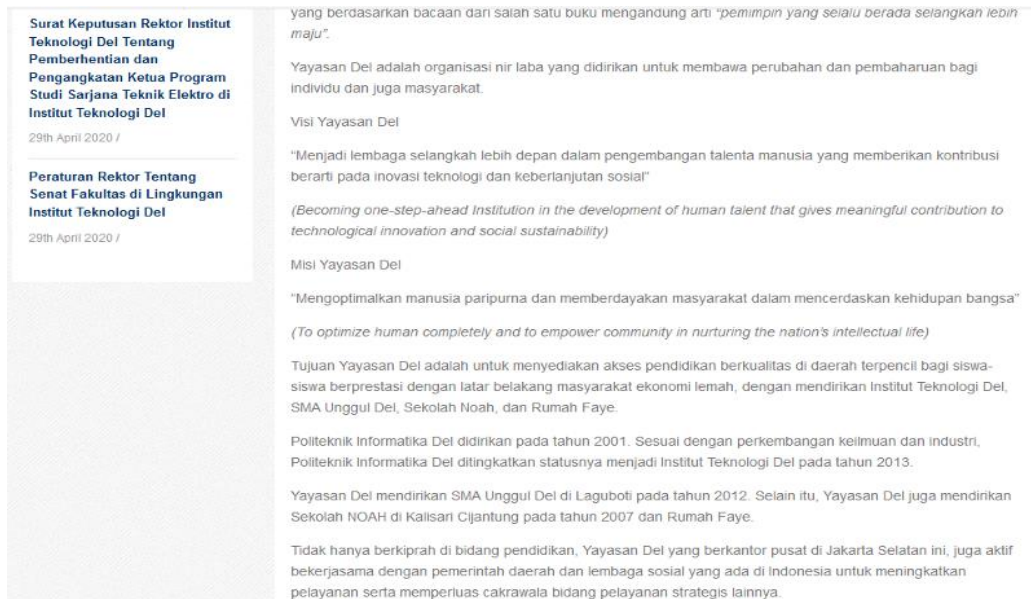 Surat Keputusan Rektor Institut
Teknologi Del Tentang
Pemberhentian dan
Pengangkatan Ketua Program
Studi Sarjana Teknik Elektro di
Institut Teknologi Del
29th April 2020 /
Peraturan Rektor Tentang
Senat Fakultas di Lingkungan
Institut Teknologi Del
29th April 2020 /
yang berdasarkan bacaan dari salah satu buku mengandung arti “pemimpin yang selalu berada selangkah lebih
maju”.
Yayasan Del adalah organisasi nir laba yang didirikan untuk membawa perubahan dan pembaharuan bagi
individu dan juga masyarakat.
Visi Yayasan Del
“Menjadi lembaga selangkah lebih depan dalam pengembangan talenta manusia yang memberikan kontribusi
berarti pada inovasi teknologi dan keberlanjutan sosial”
(Becoming one-step-ahead Institution in the development of human talent that gives meaningful contribution to
technological innovation and social sustainability)
Misi Yayasan Del
“Mengoptimalkan manusia paripurna dan memberdayakan masyarakat dalam mencerdaskan kehidupan bangsa”
(To optimize human completely and to empower community in nurturing the nation’s intellectual life)
Tujuan Yayasan Del adalah untuk menyediakan akses pendidikan berkualitas di daerah terpencil bagi siswa-
siswa berprestasi dengan latar belakang masyarakat ekonomi lemah, dengan mendirikan Institut Teknologi Del,
SMA Unggul Del, Sekolah Noah, dan Rumah Faye.
Politeknik Informatika Del didirikan pada tahun 2001. Sesuai dengan perkembangan keilmuan dan industri,
Politeknik Informatika Del ditingkatkan statusnya menjadi Institut Teknologi Del pada tahun 2013.
Yayasan Del mendirikan SMA Unggul Del di Laguboti pada tahun 2012. Selain itu, Yayasan Del juga mendirikan
Sekolah NOAH di Kalisari Cijantung pada tahun 2007 dan Rumah Faye.
Tidak hanya berkiprah di bidang pendidikan, Yayasan Del yang berkantor pusat di Jakarta Selatan ini, juga aktif
bekerjasama dengan pemerintah daerah dan lembaga sosial yang ada di Indonesia untuk meningkatkan
pelayanan serta memperluas cakrawala bidang pelayanan strategis lainnya.